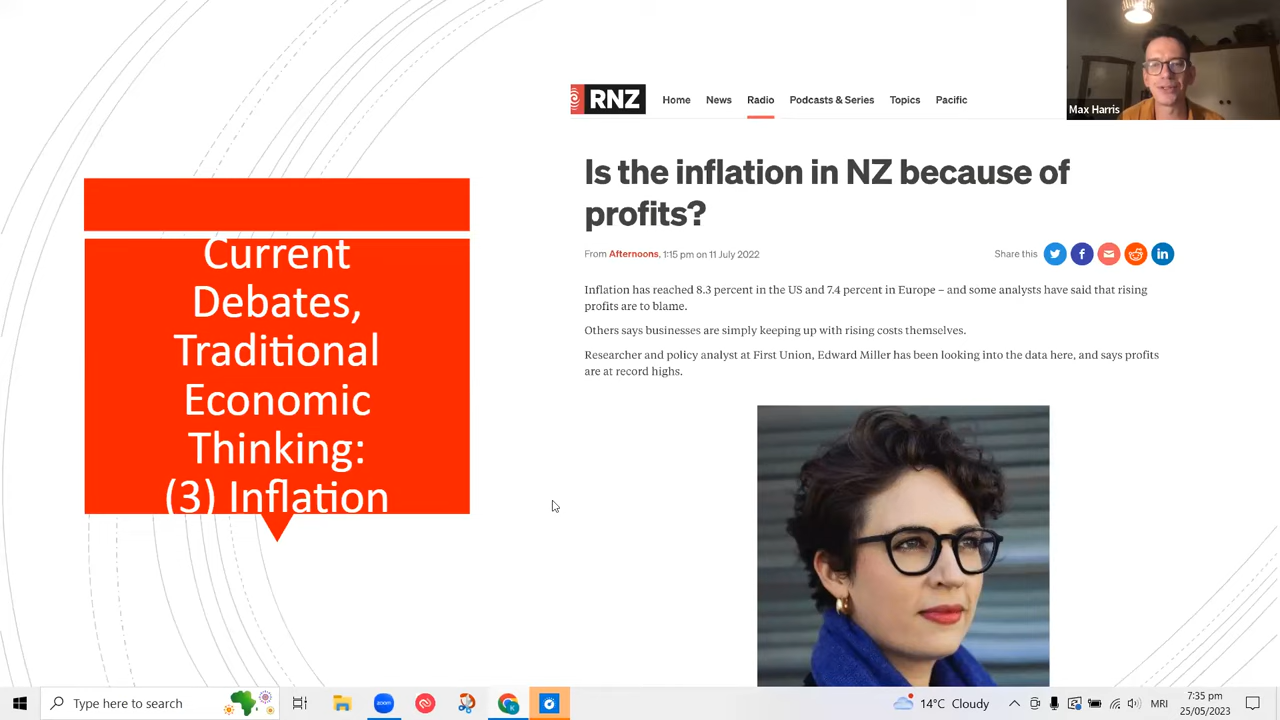 RNZ
Home News Radio Podcasts & Series Topics Pacific
Max Harris
Is the inflation in NZ because of
profits?
From Afternoons, 1:15 pm on 11 July 2022
Share this
Inflation has reached 8.3 percent in the US and 7.4 percent in Europe – and some analysts have said that rising
profits are to blame.
Others says businesses are simply keeping up with rising costs themselves.
Researcher and policy analyst at First Union, Edward Miller has been looking into the data here, and says profits
are at record highs.
Current
Debates,
Traditional
Economic
Thinking:
(3) Inflation
Type here to search
zoom
14°C Cloudy
MRI
7:35 pm
25/05/2023